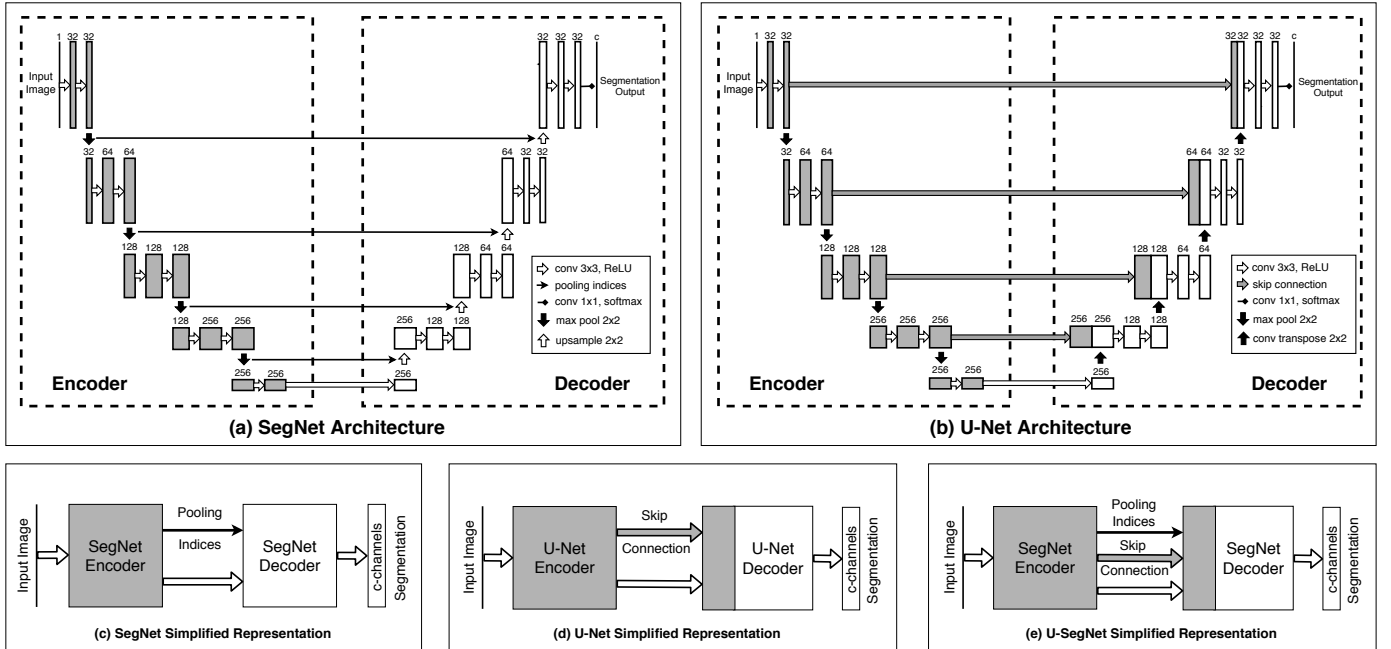 1 32 32
Input
Image
32 64 64
128 128 128
128 256 256
256 256
256
256 128 128
128 64 64
64 32 32
32 32 32 c
Segmentation
Output
conv 3x3, ReLU
pooling indices
conv 1x1, softmax
max pool 2x2
upsample 2x2
Encoder
Decoder
(a) SegNet Architecture
1 32 32
Input
Image
32 64 64
128 128 128
256 256 256
256 256
256
256 256 128 128
128 128 64 64
64 64 32 32
32 32 32 32 c
Segmentation
Output
conv 3x3, ReLU
skip connection
conv 1x1, softmax
max pool 2x2
conv transpose 2x2
Encoder
Decoder
(b) U-Net Architecture
Input Image
SegNet
Encoder
Pooling
Indices
SegNet
Decoder
c-channels
Segmentation
(c) SegNet Simplified Representation
Input Image
U-Net
Encoder
Skip
Connection
U-Net
Decoder
c-channels
Segmentation
(d) U-Net Simplified Representation
Input Image
SegNet
Encoder
Pooling
Indices
Skip
Connection
SegNet
Decoder
c-channels
Segmentation
(e) U-SegNet Simplified Representation